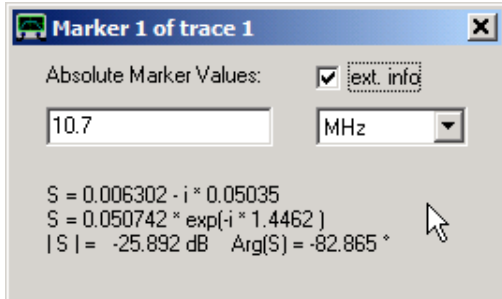 Marker 1 of trace 1
Absolute Marker Values:
ext. info
10.7
MHz
S = 0.006302 - i * 0.05035
S = 0.050742 * exp(-i * 1.4462 )
| S | = -25.892 dB Arg(S) = -82.865 °